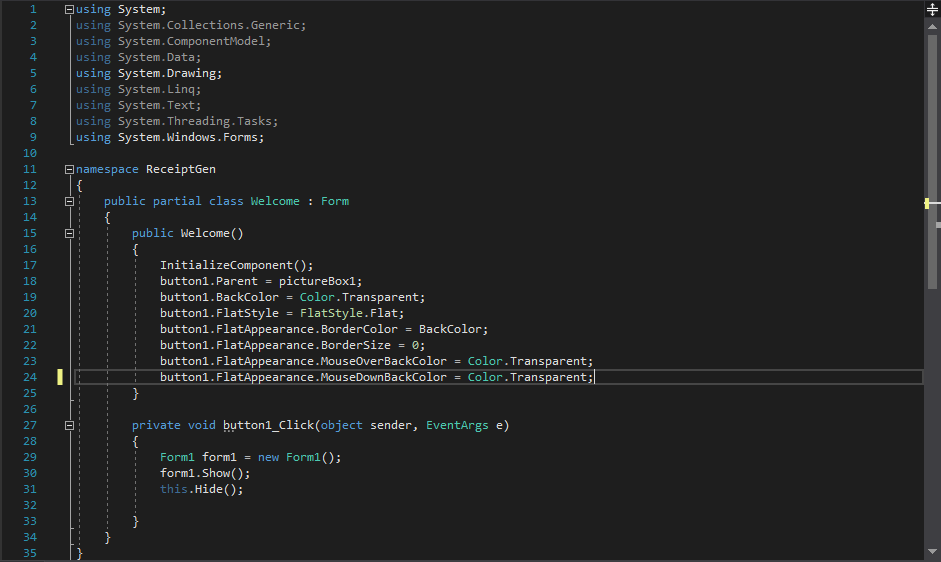 1 using System;
2 using System.Collections.Generic;
3 using System.ComponentModel;
4 using System.Data;
5 using System.Drawing;
6 using System.Linq;
7 using System.Text;
8 using System.Threading.Tasks;
9 using System.Windows.Forms;
10
11 namespace ReceiptGen
12 {
13 public partial class Welcome : Form
14 {
15 public Welcome()
16 {
17 InitializeComponent();
18 button1.Parent = pictureBox1;
19 button1.BackColor = Color.Transparent;
20 button1.FlatStyle = FlatStyle.Flat;
21 button1.FlatAppearance.BorderColor = BackColor;
22 button1.FlatAppearance.BorderSize = 0;
23 button1.FlatAppearance.MouseOverBackColor = Color.Transparent;
24 button1.FlatAppearance.MouseDownBackColor = Color.Transparent;
25 }
26
27 private void button1_Click(object sender, EventArgs e)
28 {
29 Form1 form1 = new Form1();
30 form1.Show();
31 this.Hide();
32
33 }
34 }
35 }